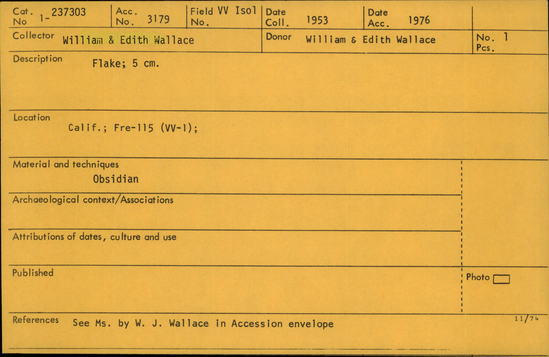 Cat. No 1-237303 Acc. No. 3179 Field No. VV Isol Date Coll. 1953 Date Acc. 1976
Collector William & Edith Wallace Donor William & Edith Wallace No. 1 Pcs.
Description Flake; 5 cm.
Location
Calif.; Fre-115 (VV-1);
Material and techniques
Obsidian
Archaeological context/Associations
Attributions of dates, culture and use
Published Photo
References See Ms. by W. J. Wallace in Accession envelope 11/76